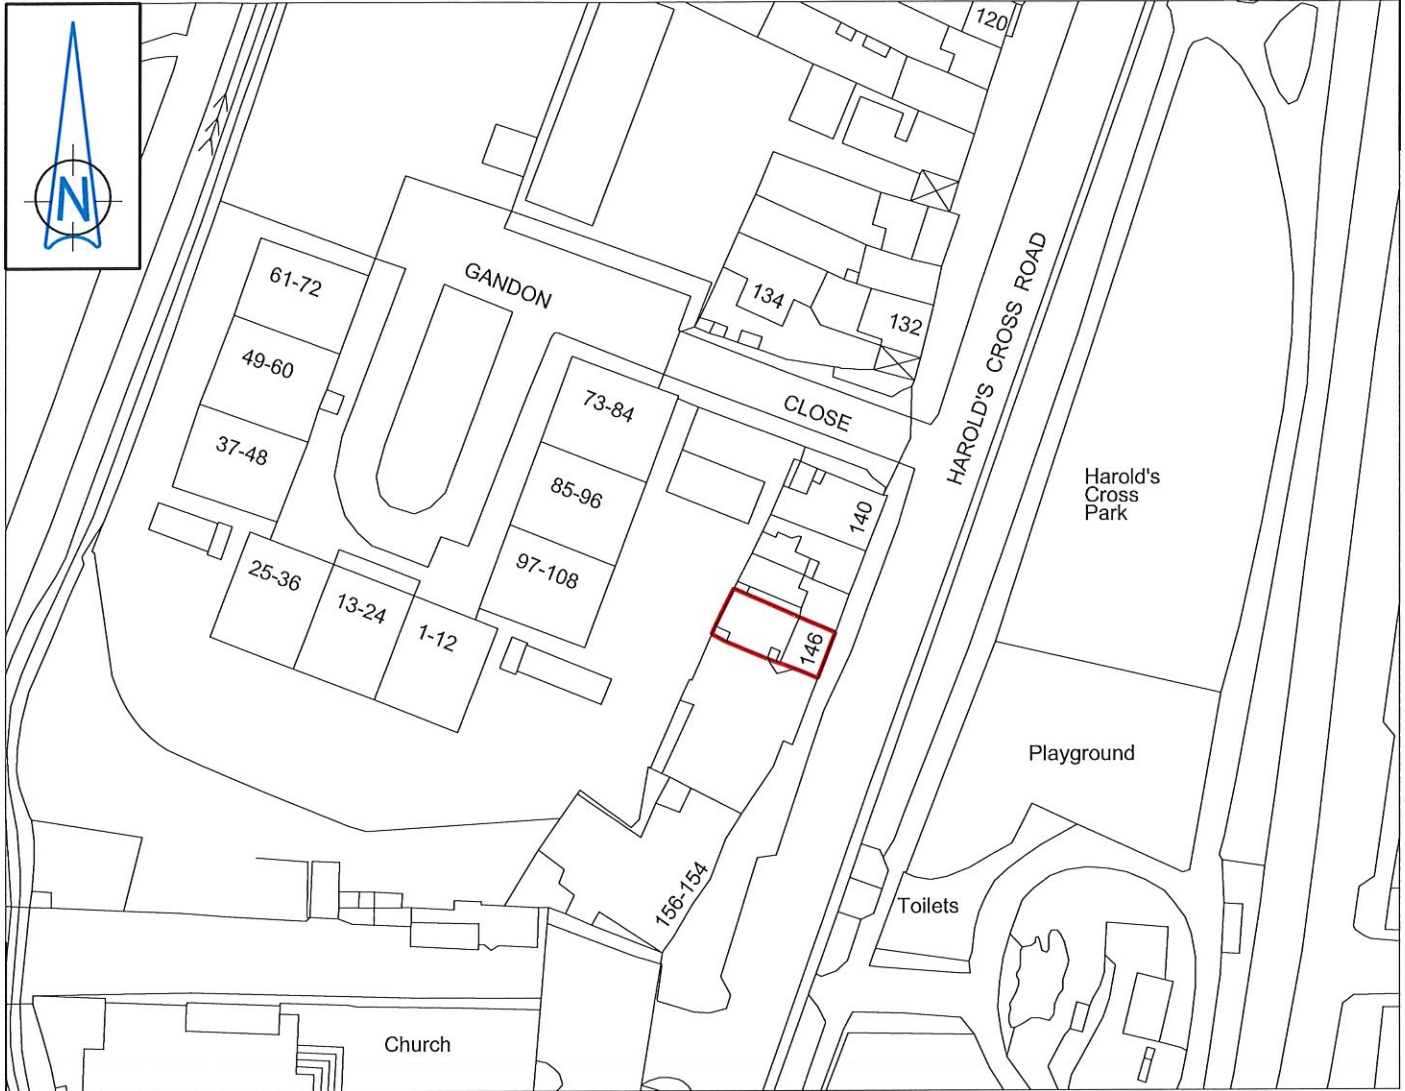 N
120
61-72
GANDON
134
132
49-60
HAROLD'S CROSS ROAD
73-84
CLOSE
37-48
85-96
140
Harold's
Cross
Park
25-36
97-108
13-24
1-12
146
Playground
156-154
Toilets
Church